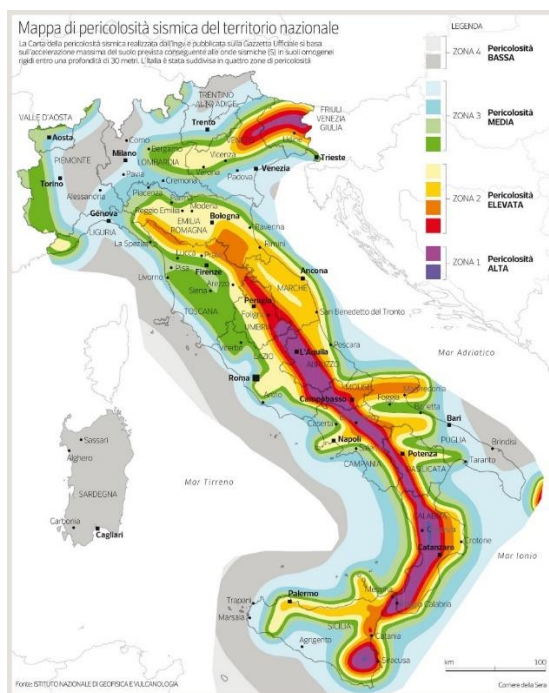 Mappa di pericolosità sismica del territorio nazionale
La Carta della pericolosità sismica realizzata dall'Ingv e pubblicata sulla Gazzetta Ufficiale si basa
sull'accelerazione massima del suolo prevista conseguente alle onde sismiche (S) in suoli omogenei
rigidi entro una profondità di 30 metri. L'Italia è stata suddivisa in quattro zone di pericolosità
LEGENDA
ZONA 4 Pericolosità
BASSA
ZONA 3 Pericolosità
MEDIA
ZONA 2 Pericolosità
ELEVATA
ZONA 1 Pericolosità
ALTA
TRENTINO
ALTO ADIGE
FRIULI
VENEZIA
GIULIA
VALLE D'AOSTA
Aosta
Trento
Udine
Como
Bergamo
Trieste
PIEMONTE
Milano
LOMBARDIA
Vicenza
Verona
Padova
Venezia
Torino
Pavia
Cremona
Alessandria
Piacenza
Parma
Genova
Reggio Emilia
Modena
Bologna
EMILIA
ROMAGNA
LIGURIA
Ravenna
La Spezia
Rimini
Lucca
Pisa
Firenze
Livorno
Arezzo
Ancona
Siena
MARCHE
TOSCANA
Perugia
Foligno
UMBRIA
San Benedetto del Tronto
Viterbo
L'Aquila
Pescara
LAZIO
ABRUZZO
Roma
Mar Adriatico
MOLISE
Campobasso
Manfredonia
Foggia
Barletta
Bari
Caserta
Napoli
PUGLIA
Brindisi
Potenza
CAMPANIA
BASILICATA
Taranto
Sassari
Alghero
SARDEGNA
Mar Tirreno
Carbonia
Cagliari
CALABRIA
Crotone
Catanzaro
Mar Ionio
Messina
Reggio Calabria
Palermo
Trapani
Marsala
SICILIA
Catania
Agrigento
Siracusa
km 100
Fonte: ISTITUTO NAZIONALE DI GEOFISICA E VULCANOLOGIA
Corriere della Sera